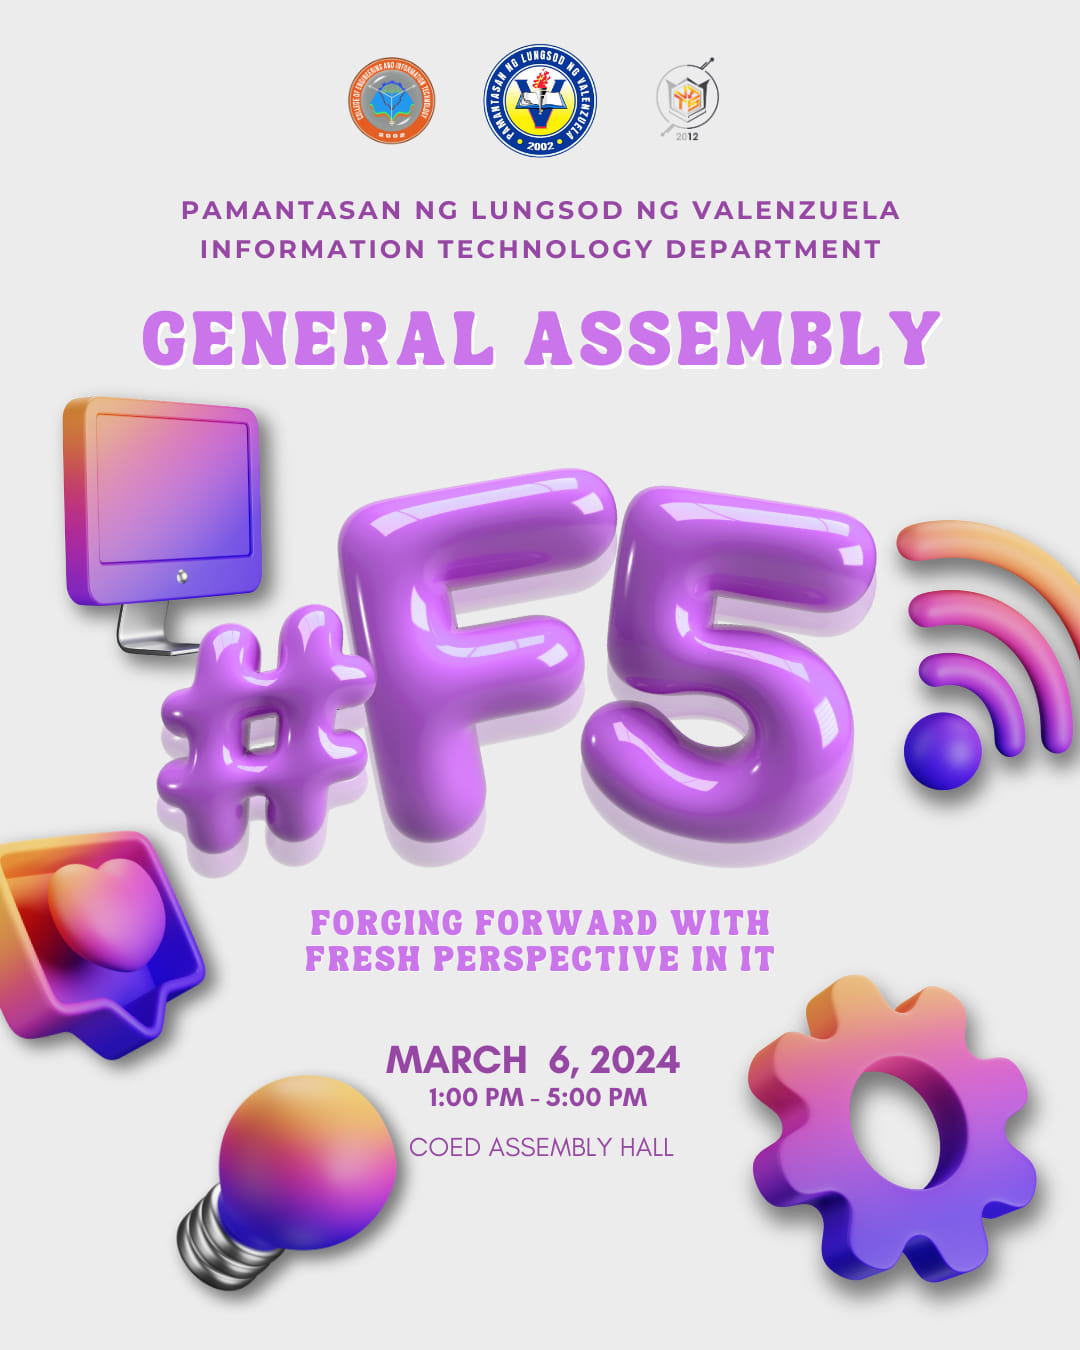 COLLEGE OF ENGINEERING AND INFORMATION TECHNOLOGY
2002
PAMANTASAN NG LUNGSOD NG VALENZUELA
2002
2012
PAMANTASAN NG LUNGSOD NG VALENZUELA
INFORMATION TECHNOLOGY DEPARTMENT
GENERAL ASSEMBLY
#F5
FORGING FORWARD WITH
FRESH PERSPECTIVE IN IT
MARCH 6, 2024
1:00 PM - 5:00 PM
COED ASSEMBLY HALL